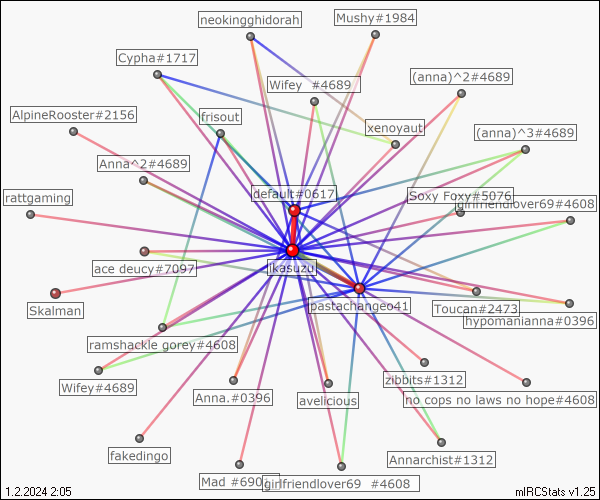 neokingghidorah
Mushy#1984
Cypha#1717
Wifey #4689
(anna)^2#4689
AlpineRooster#2156
frisout
xenoyaut
(anna)^3#4689
Anna^2#4689
default#0617
Soxy Foxy#5076
rattgaming
girlfriendlover69#4608
ace deucy#7097
ikasuzu
Skalman
pastachangeo41
Toucan#2473
hypomanianna#0396
ramshackle gorey#4608
Wifey#4689
Anna.#0396
avelicious
zibbits#1312
no cops no laws no hope#4608
fakedingo
Annarchist#1312
Mad
girlfriendlover69 #4608
1.2.2024 2:05
mIRCStats v1.25